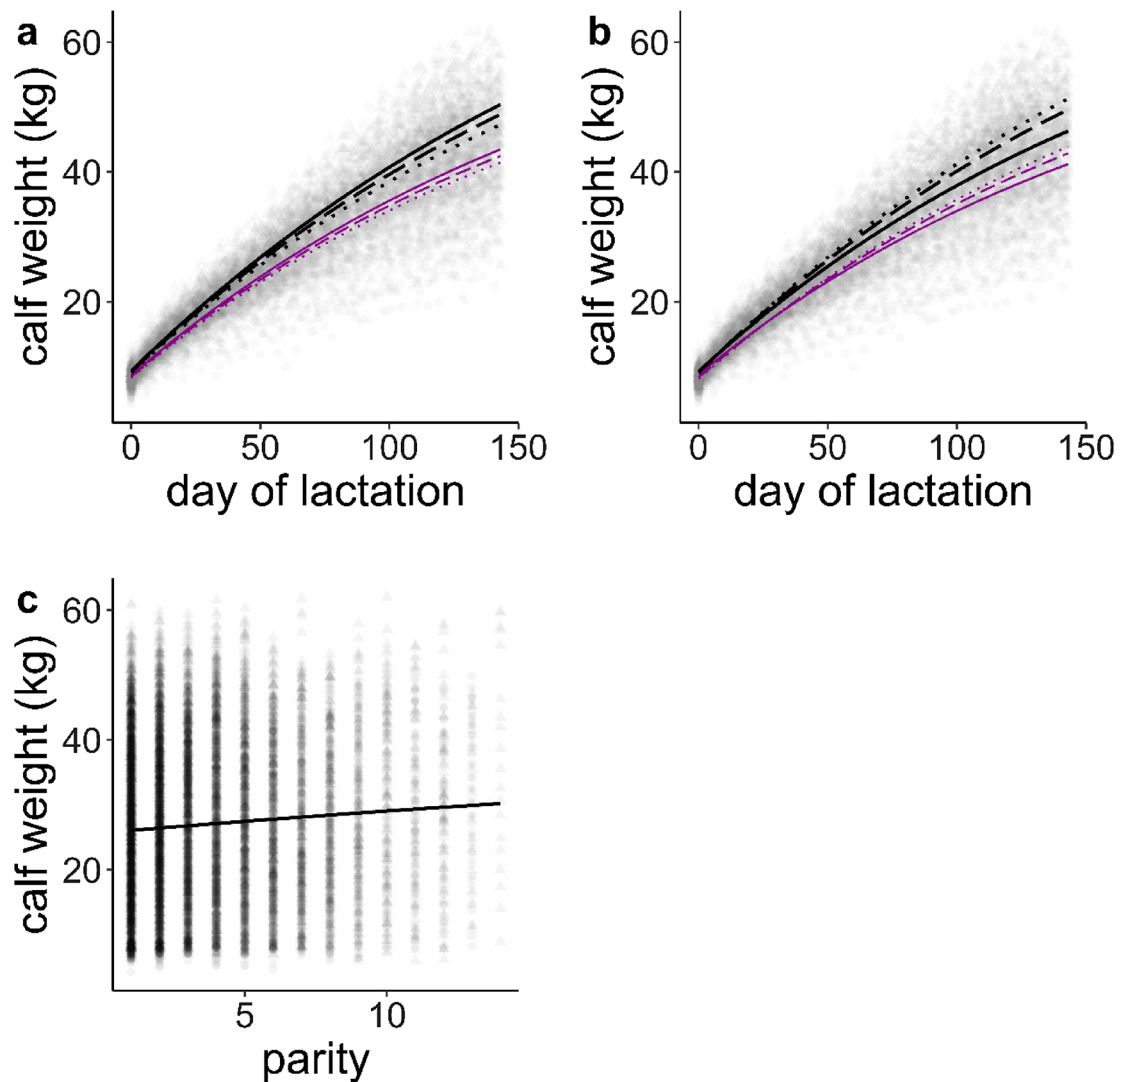 a
60
40
20
calf weight (kg)
0 50 100 150
day of lactation
b
60
40
20
calf weight (kg)
0 50 100 150
day of lactation
c
60
40
20
calf weight (kg)
5 10
parity